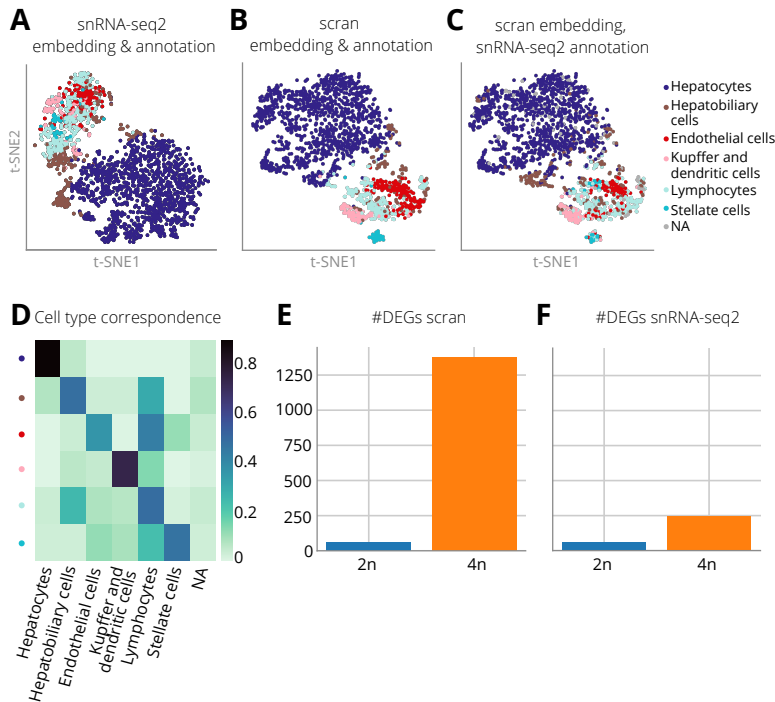 A
snRNA-seq2
embedding & annotation
B
scran
embedding & annotation
C
scran embedding,
snRNA-seq2 annotation
t-SNE2
t-SNE1
t-SNE1
t-SNE1
Hepatocytes
Hepatobiliary
cells
Endothelial cells
Kupffer and
dendritic cells
Lymphocytes
Stellate cells
NA
D Cell type correspondence
0.8
0.6
0.4
0.2
0
Hepatocytes
Hepatobiliary cells
Endothelial cells
Kupffer and
dendritic cells
Lymphocytes
Stellate cells
NA
E
#DEGs scran
1250
1000
750
500
250
0
2n
4n
F
#DEGs snRNA-seq2
2n
4n